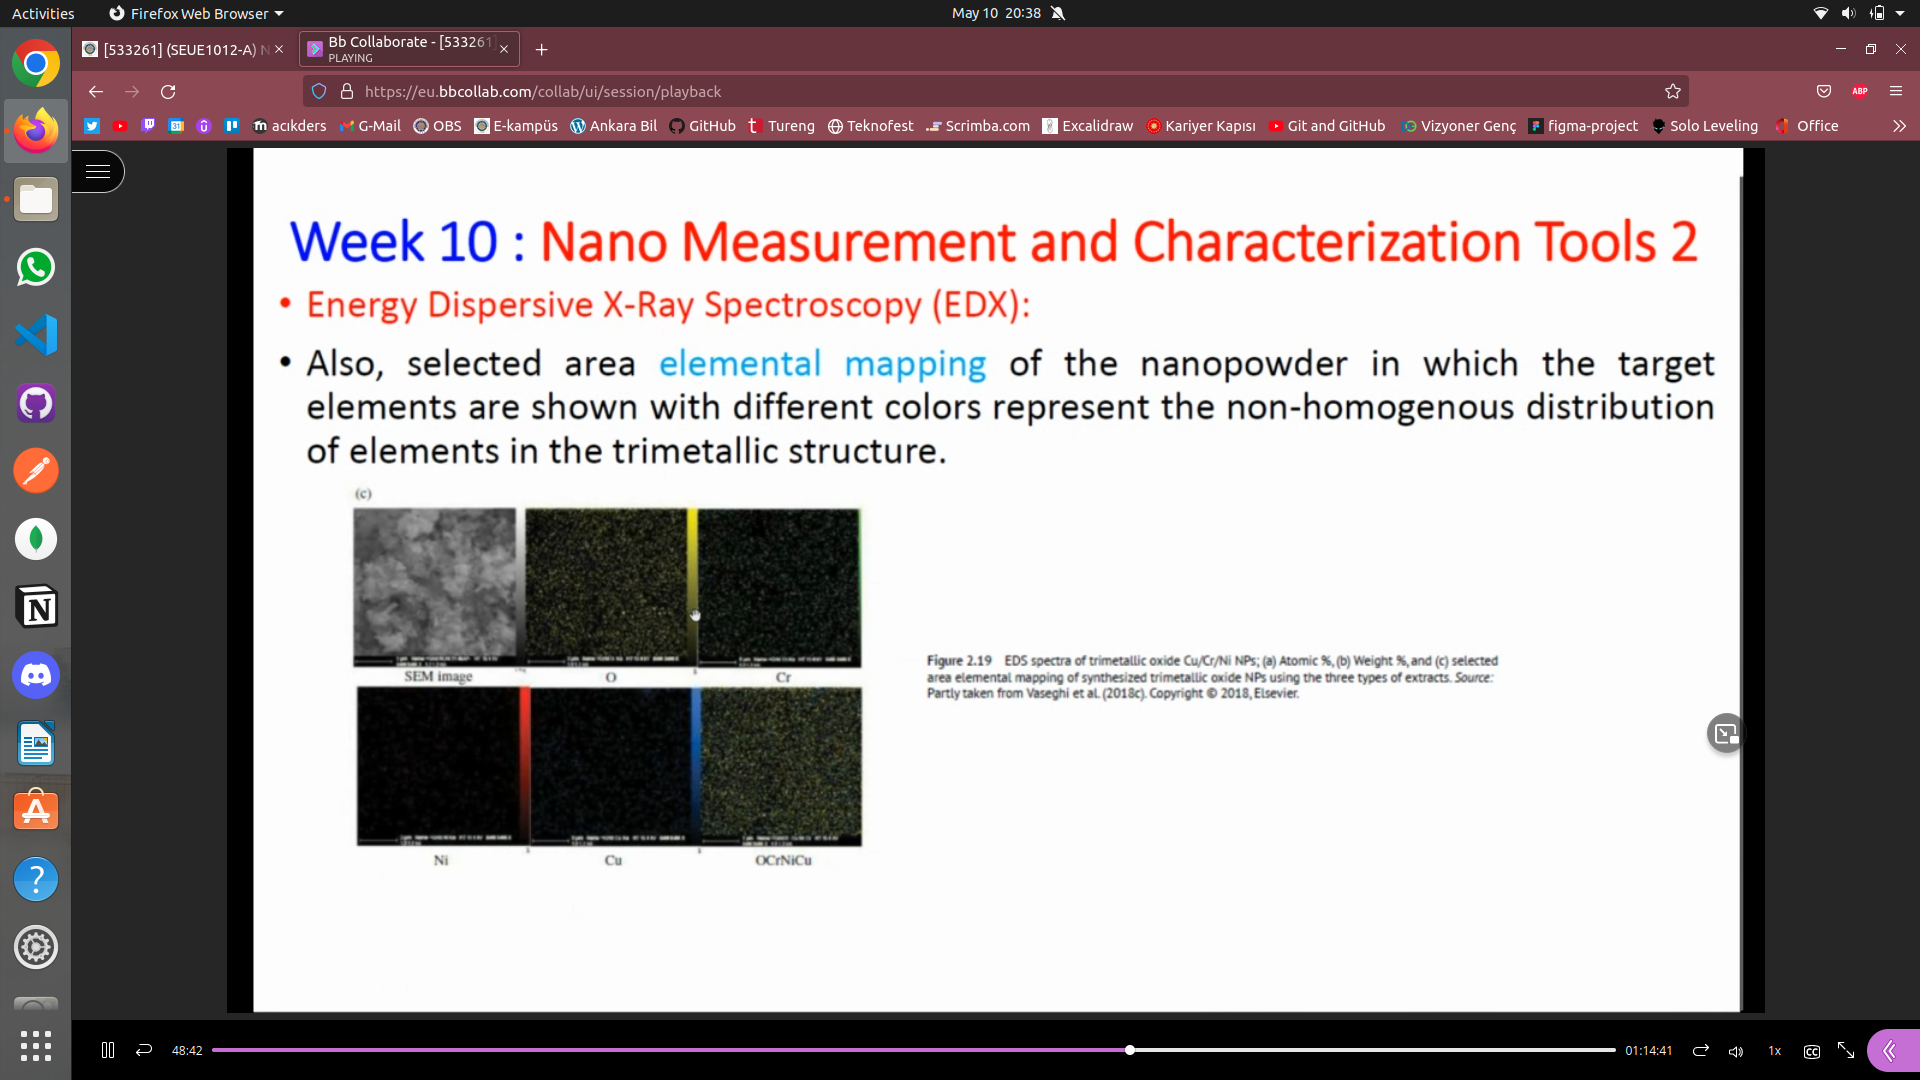 Activities
Firefox Web Browser
May 10 20:38
[533261] (SEUE1012-A) N
Bb Collaborate - [533261]
PLAYING
https://eu.bbcollab.com/collab/ui/session/playback
ABP
acıkders
G-Mail
OBS
E-kampüs
Ankara Bil
GitHub
Tureng
Teknofest
Scrimba.com
Excalidraw
Kariyer Kapısı
Git and GitHub
Vizyoner Genç
figma-project
Solo Leveling
Office
Week 10 : Nano Measurement and Characterization Tools 2
• Energy Dispersive X-Ray Spectroscopy (EDX):
• Also, selected area elemental mapping of the nanopowder in which the target
elements are shown with different colors represent the non-homogenous distribution
of elements in the trimetallic structure.
(c)
SEM image
O
Cr
Ni
Cu
OCrNiCu
Figure 2.19 EDS spectra of trimetallic oxide Cu/Cr/Ni NPs; (a) Atomic %, (b) Weight %, and (c) selected
area elemental mapping of synthesized trimetallic oxide NPs using the three types of extracts. Source:
Partly taken from Vaseghi et al. (2018c). Copyright © 2018, Elsevier.
48:42
01:14:41
1x
CC